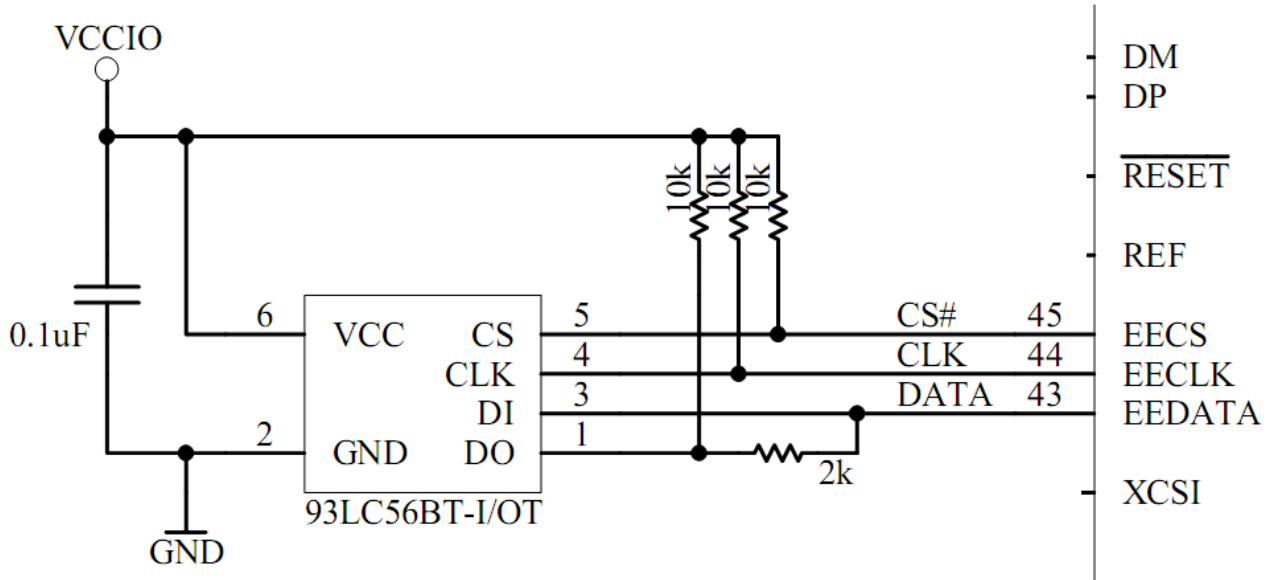 VCCIO
DM
DP
RESET
10k
10k
10k
REF
0.1uF
6
VCC
CS
5
CS#
45
EECS
CLK
4
CLK
44
EECLK
DI
3
DATA
43
EEDATA
2
GND
DO
1
2k
XCSI
93LC56BT-I/OT
GND